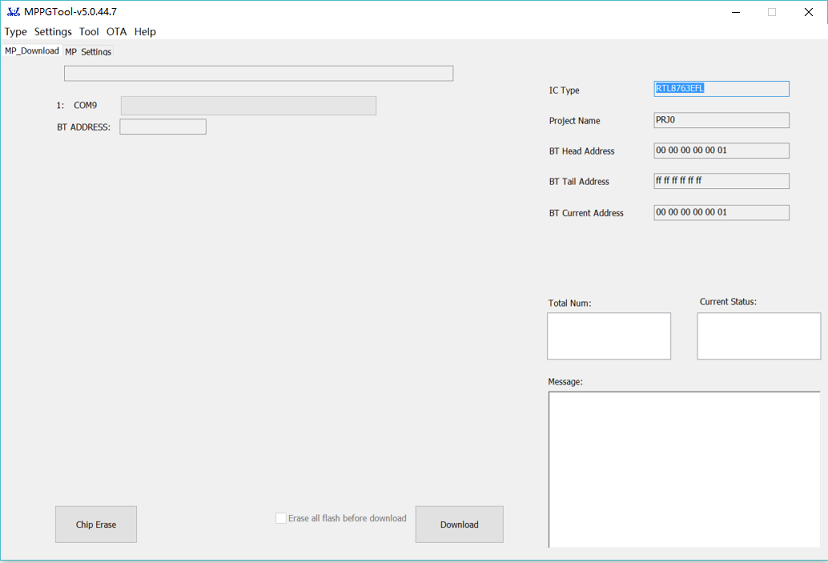 MPPGTool-v5.0.44.7
Type Settings Tool OTA Help
MP_Download MP_Settings
1: COM9
BT ADDRESS:
IC Type RTL8763EFL
Project Name PRJ0
BT Head Address 00 00 00 00 00 01
BT Tail Address ff ff ff ff ff ff
BT Current Address 00 00 00 00 00 01
Total Num: Current Status:
Message:
Chip Erase Erase all flash before download Download